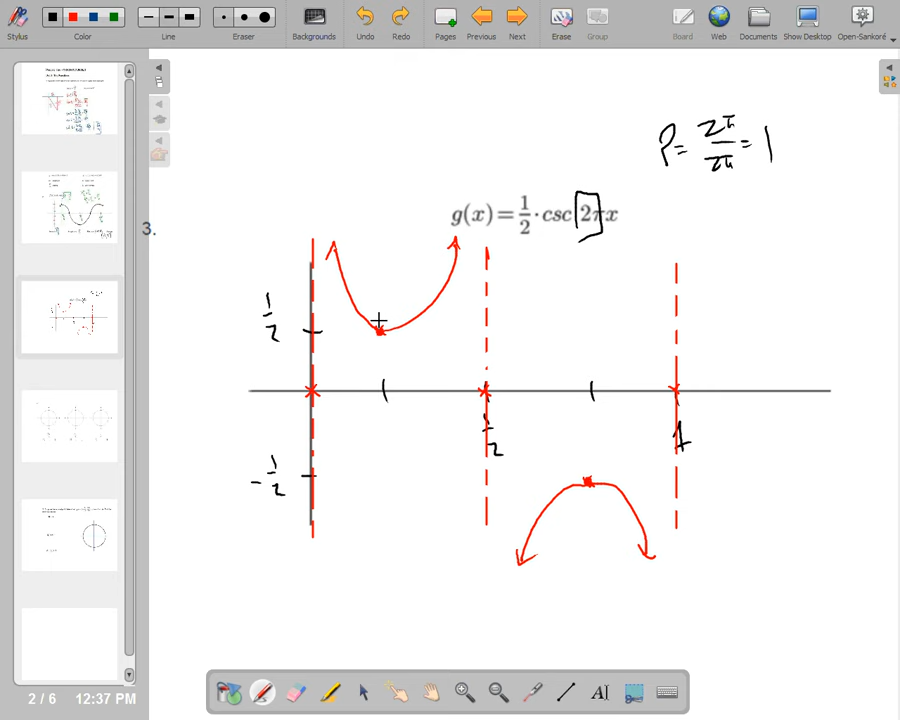 Stylus
Color
Line
Eraser
Backgrounds
Undo
Redo
Pages
Previous
Next
Erase
Group
Board
Web
Documents
Show Desktop
Open-Sankoré
P = 2π/2π = 1
3.
g(x) = 1/2 · csc 2πx
1/2
-1/2
1/2
1
2 / 6
12:37 PM